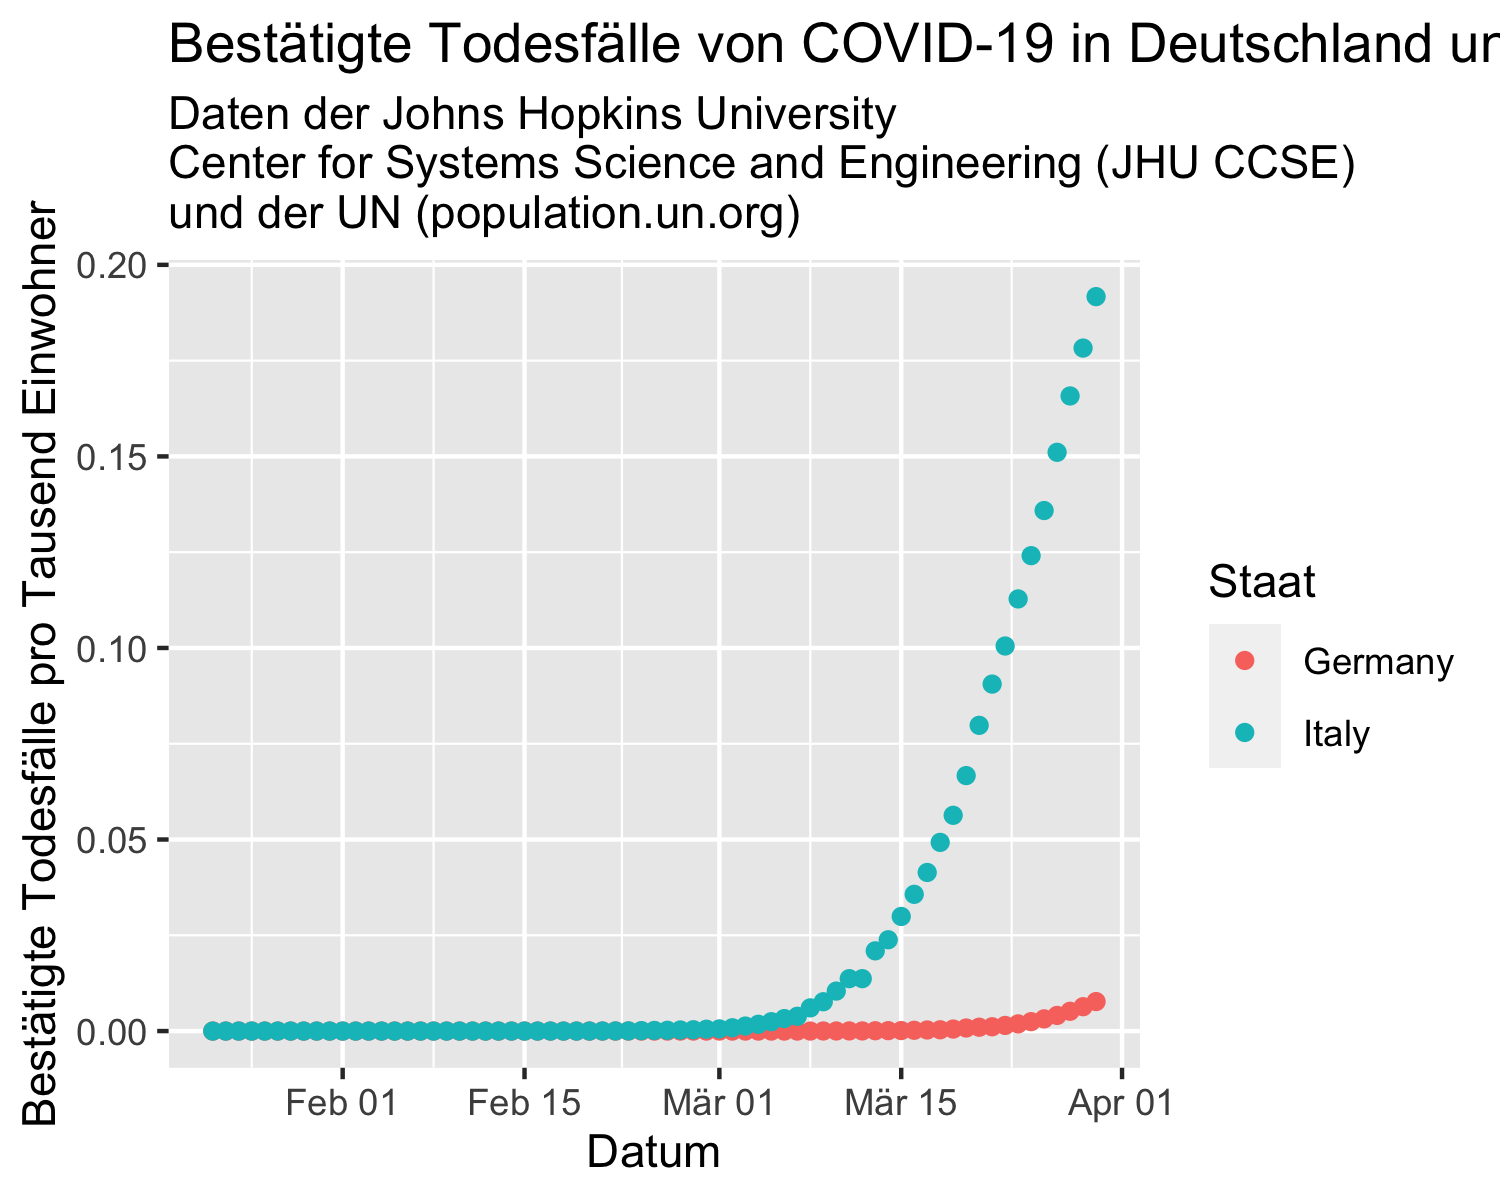 Bestätigte Todesfälle von COVID-19 in Deutschland un
Daten der Johns Hopkins University
Center for Systems Science and Engineering (JHU CCSE)
und der UN (population.un.org)
Bestätigte Todesfälle pro Tausend Einwohner
0.20
0.15
0.10
0.05
0.00
Feb 01
Feb 15
Mär 01
Mär 15
Apr 01
Datum
Staat
Germany
Italy